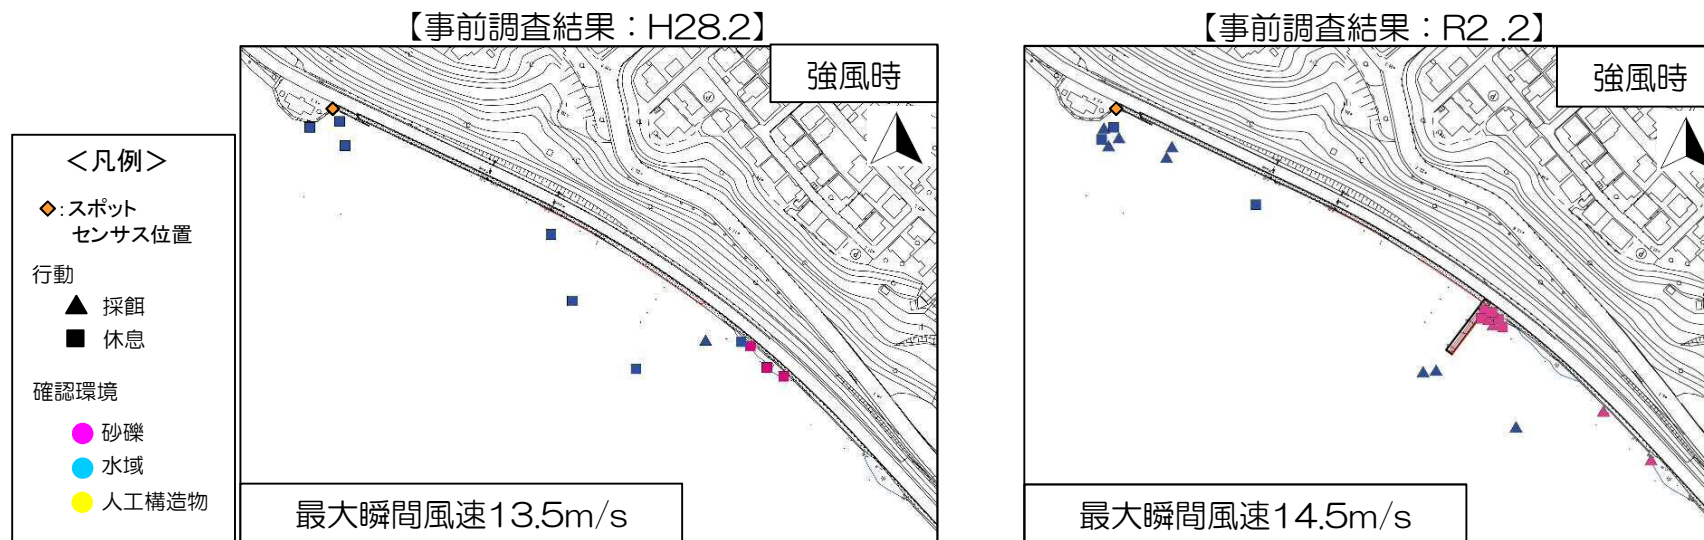 【事前調査結果：H28.2】
【事前調査結果：R2 .2】
強風時
強風時
＜凡例＞
：スポット
センサス位置
行動
採餌
休息
確認環境
砂礫
水域
人工構造物
最大瞬間風速13.5m/s
最大瞬間風速14.5m/s